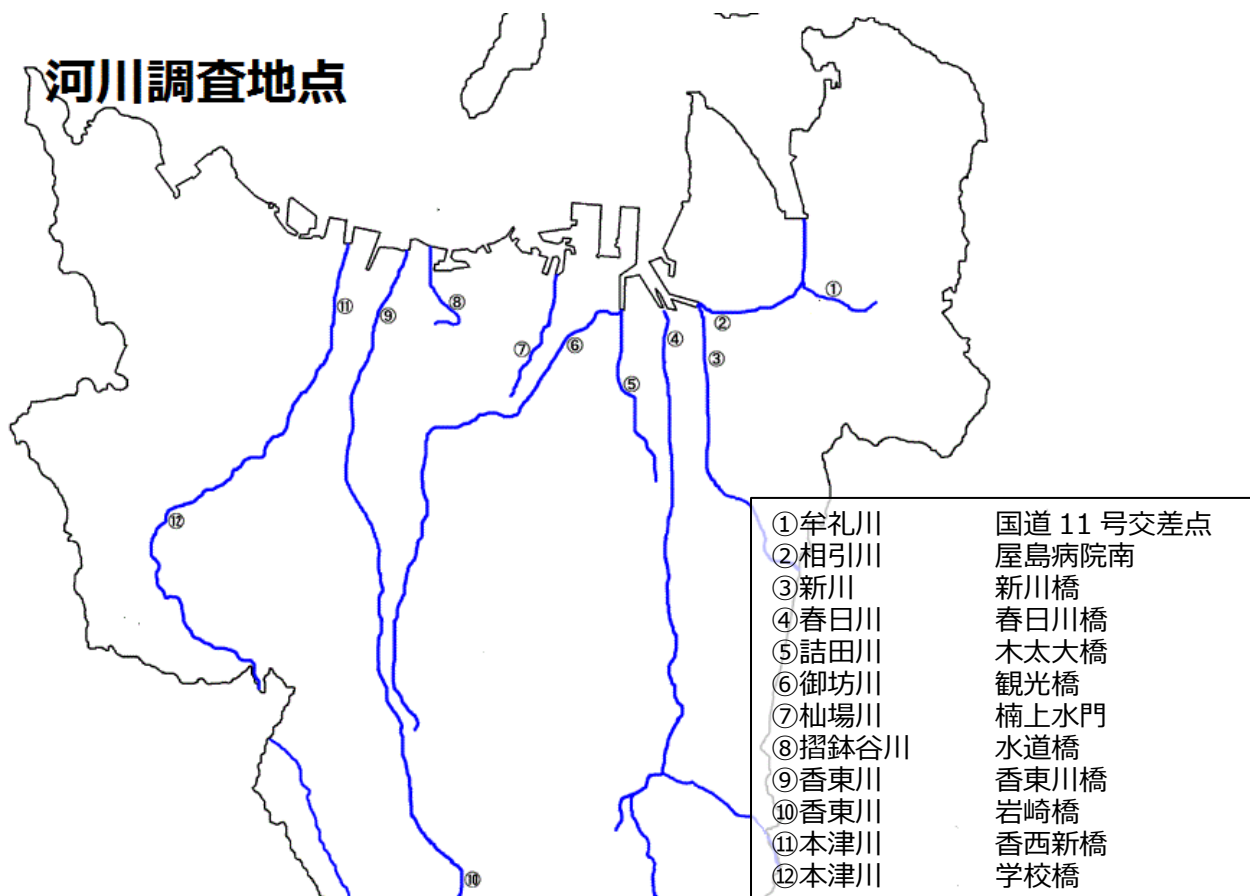 河川調査地点
①
⑪
⑧
⑨
②
④
⑦
⑥
③
⑤
⑫
⑩
①牟礼川 国道 11 号交差点
②相引川 屋島病院南
③新川 新川橋
④春日川 春日川橋
⑤詰田川 木太大橋
⑥御坊川 観光橋
⑦杣場川 楠上水門
⑧摺鉢谷川 水道橋
⑨香東川 香東川橋
⑩香東川 岩崎橋
⑪本津川 香西新橋
⑫本津川 学校橋